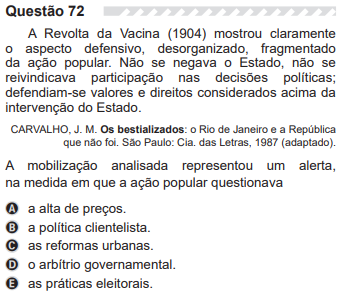 Questão 72
A Revolta da Vacina (1904) mostrou claramente
o aspecto defensivo, desorganizado, fragmentado
da ação popular. Não se negava o Estado, não se
reivindicava participação nas decisões políticas;
defendiam-se valores e direitos considerados acima da
intervenção do Estado.
CARVALHO, J. M. Os bestializados: o Rio de Janeiro e a República
que não foi. São Paulo: Cia. das Letras, 1987 (adaptado).
A mobilização analisada representou um alerta,
na medida em que a ação popular questionava
A a alta de preços.
B a política clientelista.
C as reformas urbanas.
D o arbítrio governamental.
E as práticas eleitorais.